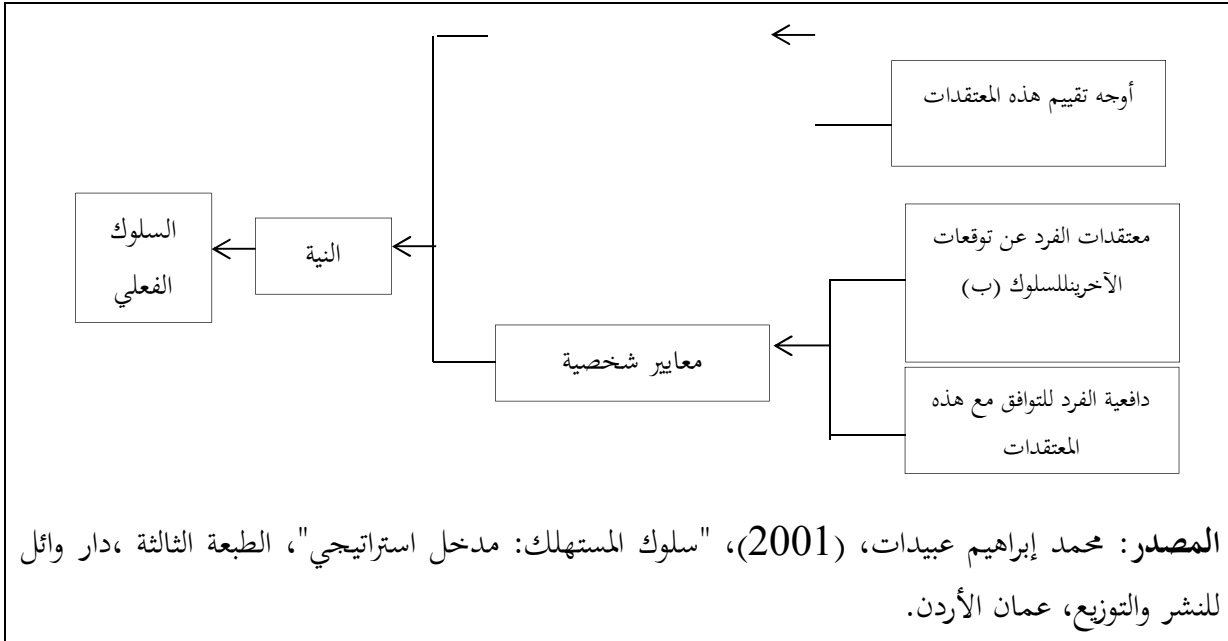 أوجه تقييم هذه المعتقدات
معتقدات الفرد عن توقعات
الآخرينللسلوك (ب)
السلوك
الفعلي
النية
معايير شخصية
دافعية الفرد للتوافق مع هذه
المعتقدات
المصدر: محمد إبراهيم عبيدات، (2001)، "سلوك المستهلك: مدخل استراتيجي"، الطبعة الثالثة ،دار وائل
للنشر والتوزيع، عمان الأردن.